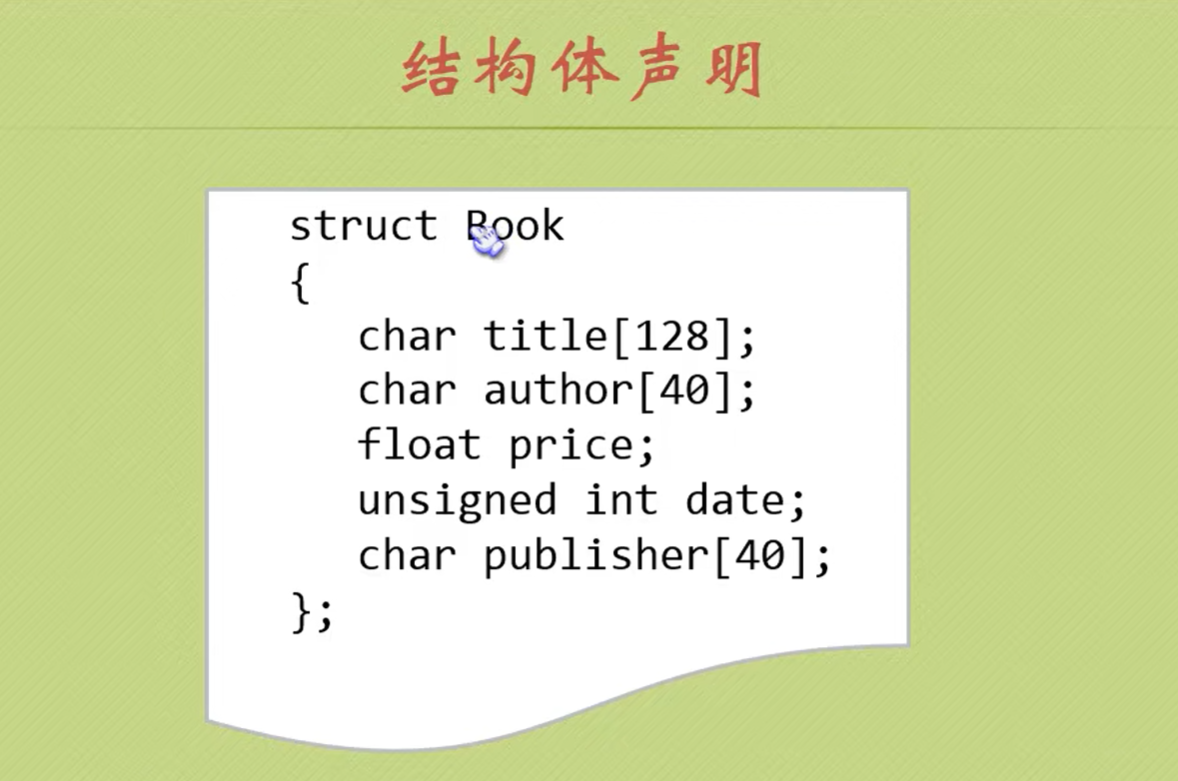 结构体声明
struct Book
{
char title[128];
char author[40];
float price;
unsigned int date;
char publisher[40];
};